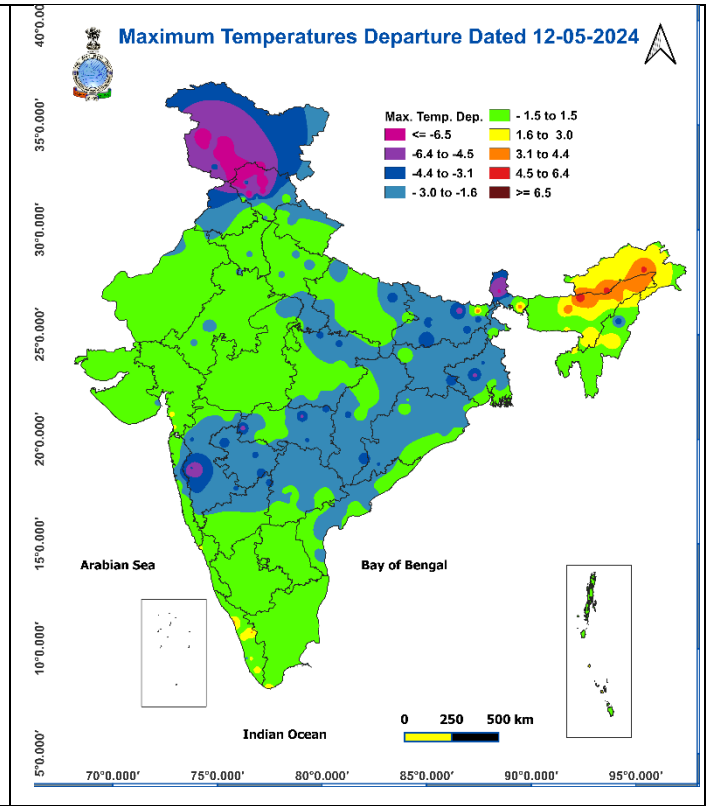 Maximum Temperatures Departure Dated 12-05-2024
Max. Temp. Dep.
<= -6.5
-6.4 to -4.5
-4.4 to -3.1
- 3.0 to -1.6
- 1.5 to 1.5
1.6 to 3.0
3.1 to 4.4
4.5 to 6.4
>= 6.5
40°0.000'
35°0.000'
30°0.000'
25°0.000'
20°0.000'
15°0.000'
10°0.000'
5°0.000'
Arabian Sea
Bay of Bengal
Indian Ocean
0 250 500 km
70°0.000' 75°0.000' 80°0.000' 85°0.000' 90°0.000' 95°0.000'